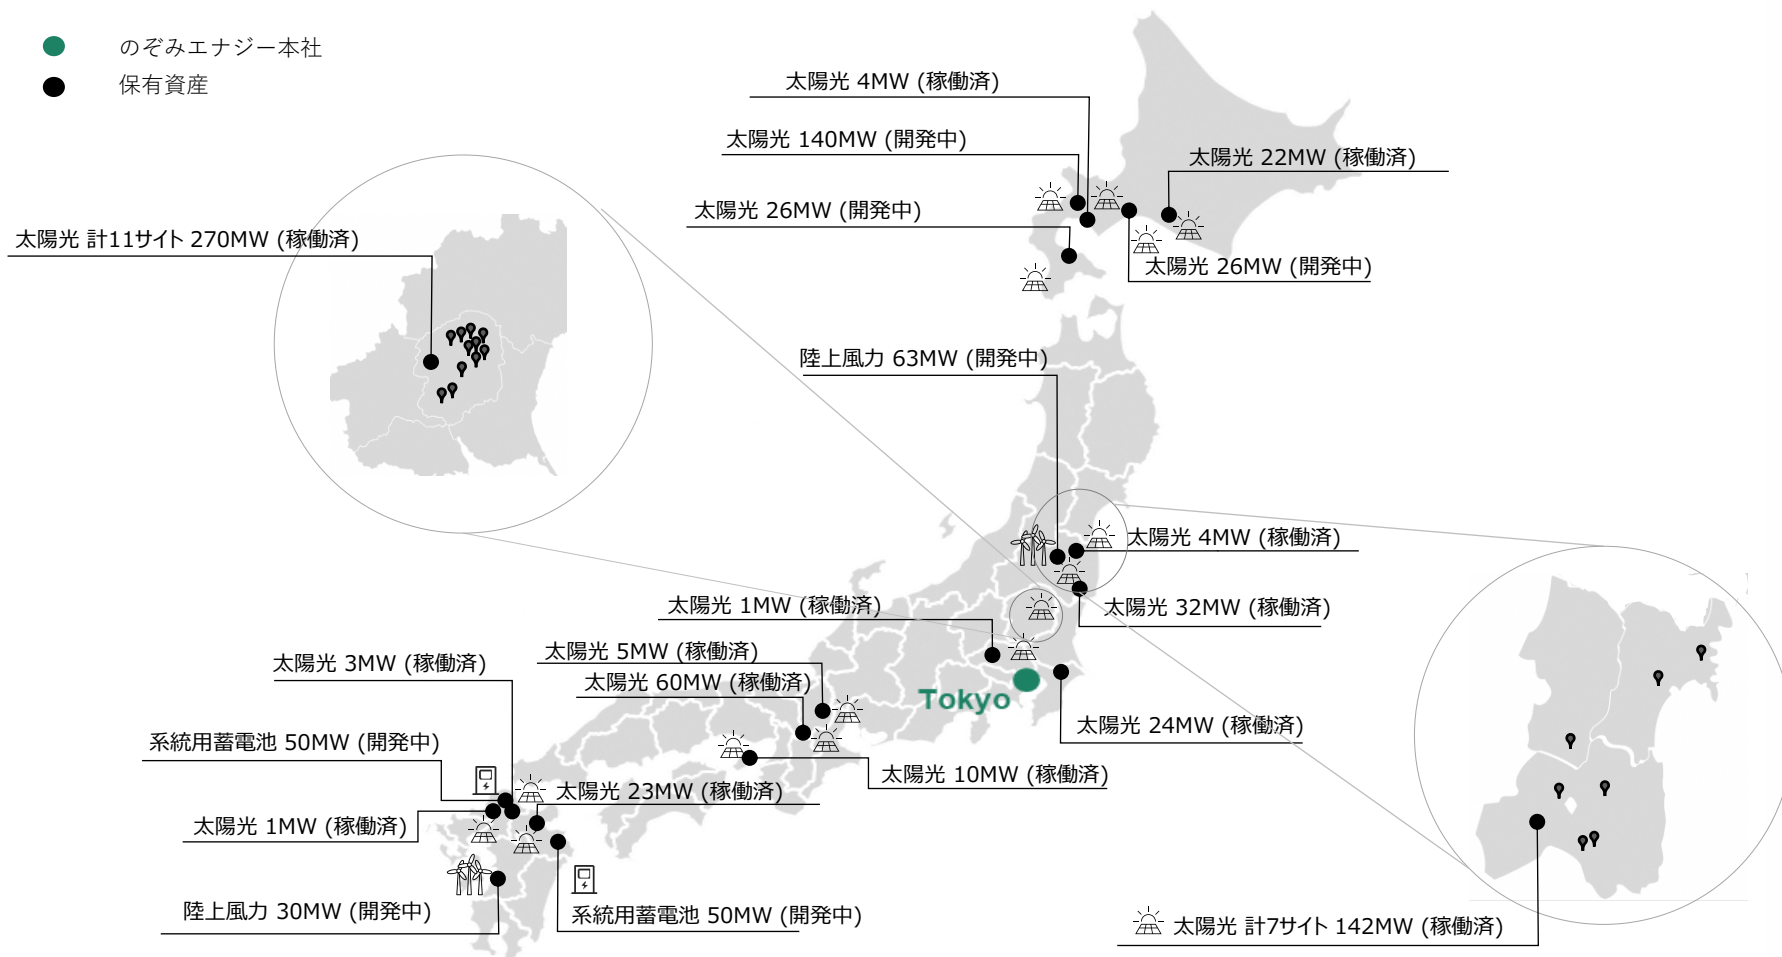 のぞみエナジー本社
保有資産
太陽光 4MW (稼働済)
太陽光 140MW (開発中)
太陽光 22MW (稼働済)
太陽光 26MW (開発中)
太陽光 計11サイト 270MW (稼働済)
太陽光 26MW (開発中)
陸上風力 63MW (開発中)
太陽光 4MW (稼働済)
太陽光 1MW (稼働済)
太陽光 32MW (稼働済)
太陽光 5MW (稼働済)
太陽光 3MW (稼働済)
太陽光 60MW (稼働済)
Tokyo
太陽光 24MW (稼働済)
系統用蓄電池 50MW (開発中)
太陽光 10MW (稼働済)
太陽光 23MW (稼働済)
太陽光 1MW (稼働済)
陸上風力 30MW (開発中)
系統用蓄電池 50MW (開発中)
太陽光 計7サイト 142MW (稼働済)